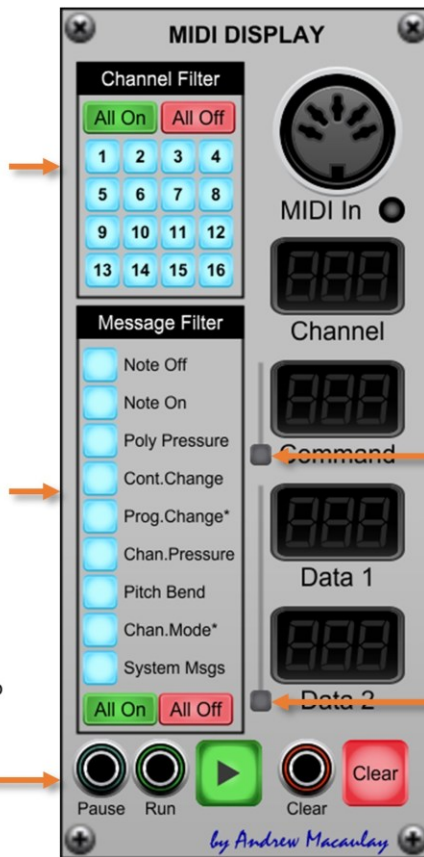 MIDI DISPLAY
Channel Filter
All On All Off
1 2 3 4
5 6 7 8
9 10 11 12
13 14 15 16
MIDI In
Channel
Message Filter
Note Off
Note On
Poly Pressure
Cont.Change
Prog.Change*
Chan.Pressure
Pitch Bend
Chan.Mode*
System Msgs
All On All Off
Command
Data 1
Data 2
Pause Run Clear Clear
by Andrew Macaulay